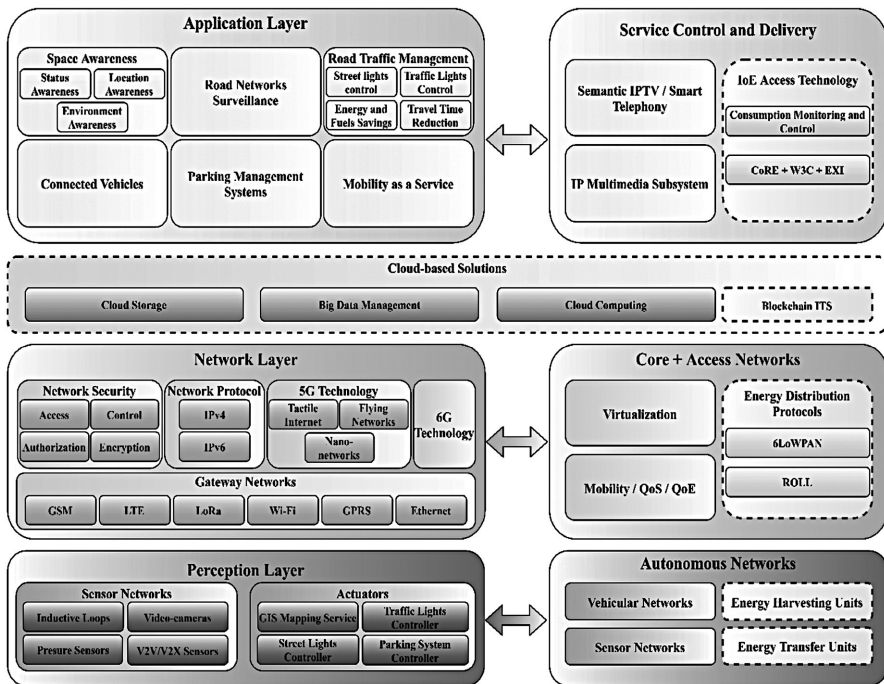 Application Layer
Space Awareness
Status
Awareness
Location
Awareness
Environment
Awareness
Road Networks
Surveillance
Road Traffic Management
Street lights
control
Traffic Lights
Control
Energy and
Fuels Savings
Travel Time
Reduction
Connected Vehicles
Parking Management
Systems
Mobility as a Service
Service Control and Delivery
Semantic IPTV / Smart
Telephony
IP Multimedia Subsystem
IoE Access Technology
Consumption Monitoring and
Control
CoRE + W3C + EXI
Cloud-based Solutions
Cloud Storage
Big Data Management
Cloud Computing
Blockchain ITS
Network Layer
Network Security
Access
Control
Authorization
Encryption
Network Protocol
IPv4
IPv6
5G Technology
Tactile
Internet
Flying
Networks
Nano-
networks
6G
Technology
Gateway Networks
GSM
LTE
LoRa
Wi-Fi
GPRS
Ethernet
Core + Access Networks
Virtualization
Mobility / QoS / QoE
Energy Distribution
Protocols
6LoWPAN
ROLL
Perception Layer
Sensor Networks
Inductive Loops
Video-cameras
Presure Sensors
V2V/V2X Sensors
Actuators
GIS Mapping Service
Traffic Lights
Controller
Street Lights
Controller
Parking System
Controller
Autonomous Networks
Vehicular Networks
Energy Harvesting Units
Sensor Networks
Energy Transfer Units